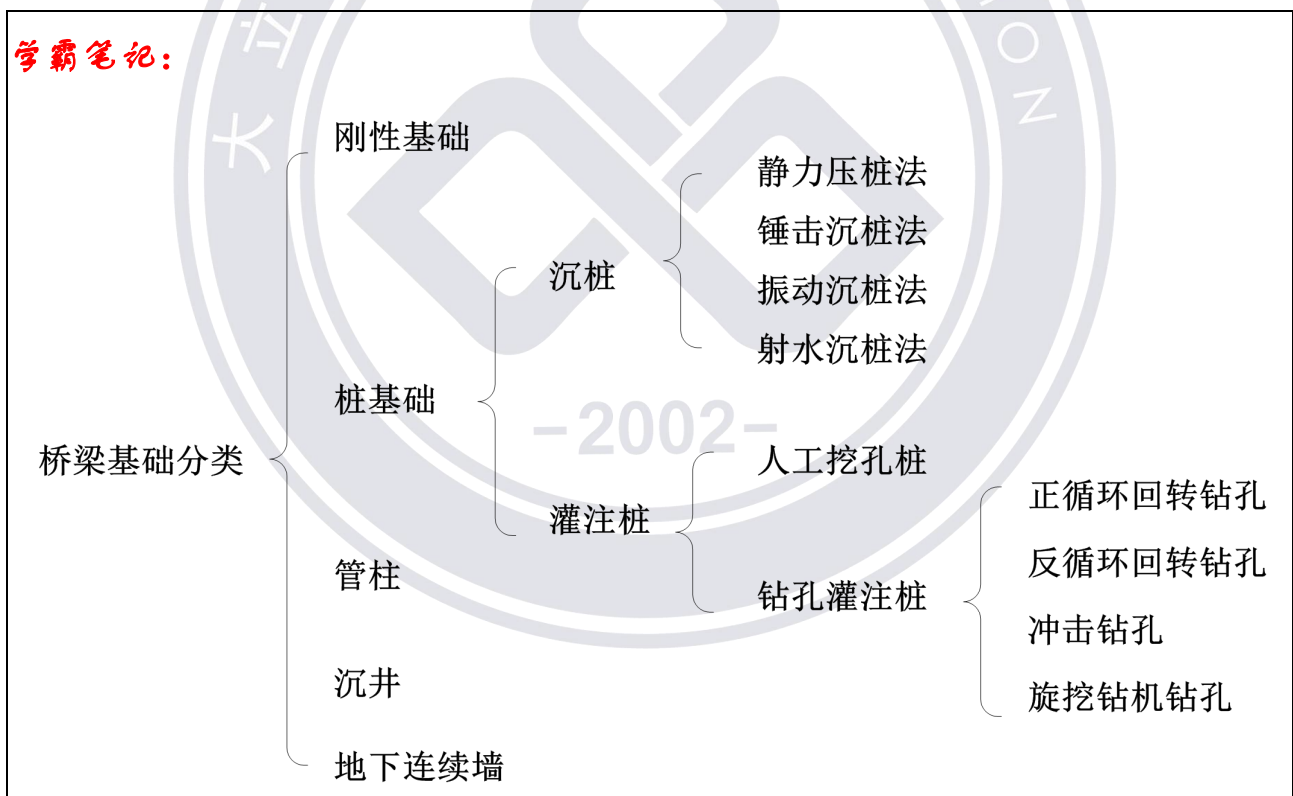 学霸笔记：
刚性基础
静力压桩法
锤击沉桩法
沉桩
振动沉桩法
射水沉桩法
桩基础
-2002-
桥梁基础分类
人工挖孔桩
正循环回转钻孔
灌注桩
反循环回转钻孔
管柱
钻孔灌注桩
冲击钻孔
沉井
旋挖钻机钻孔
地下连续墙
大立
ON